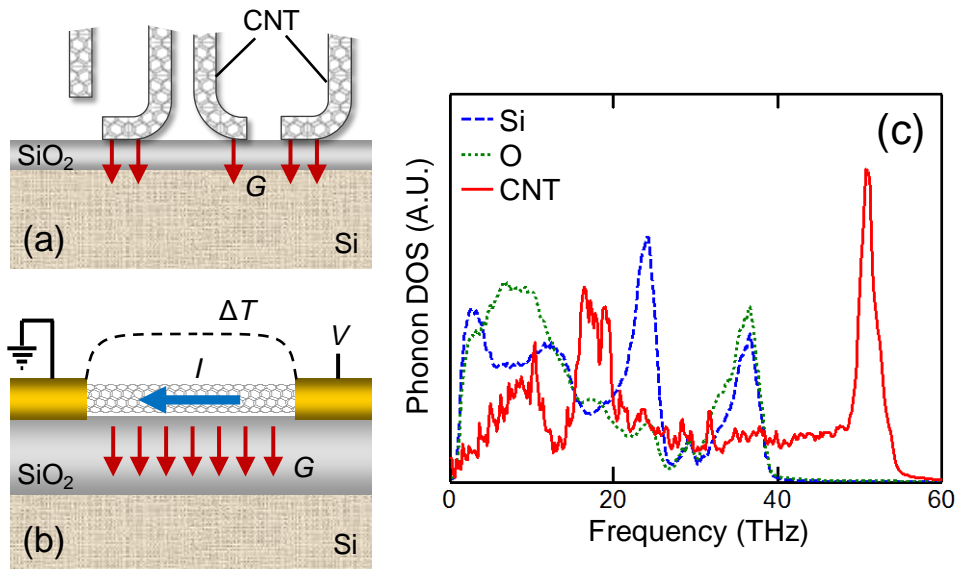 CNT
SiO2
G
(a)
Si
ΔT
V
I
G
SiO2
(b)
Si
(c)
Si
O
CNT
Phonon DOS (A.U.)
0 20 40 60
Frequency (THz)